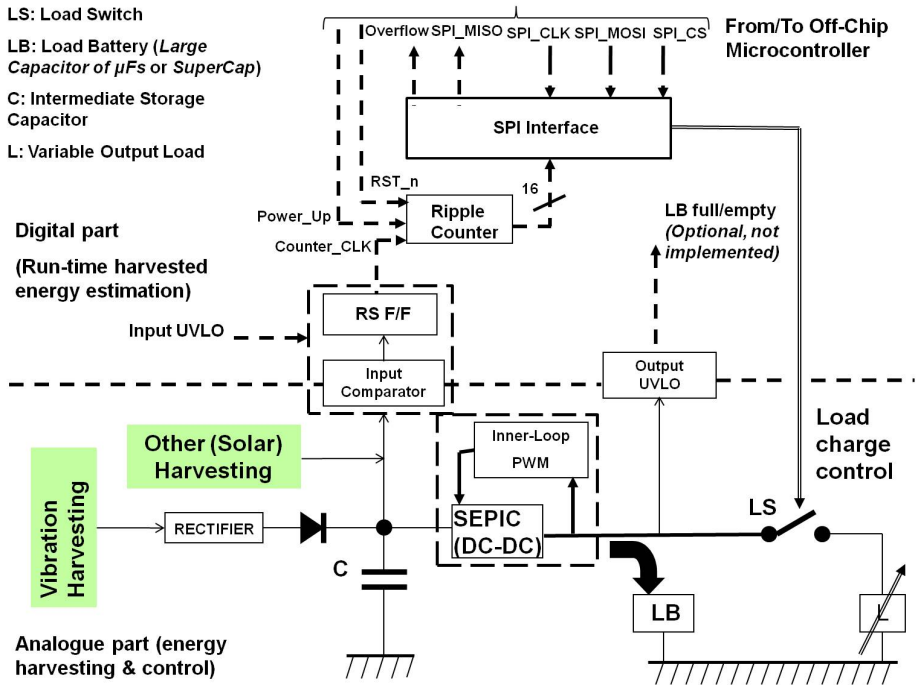 LS: Load Switch
LB: Load Battery (Large
Capacitor of µFs or SuperCap)
C: Intermediate Storage
Capacitor
L: Variable Output Load
Overflow SPI_MISO SPI_CLK SPI_MOSI SPI_CS
From/To Off-Chip
Microcontroller
SPI Interface
RST_n
16
Power_Up
Ripple
Counter
Counter_CLK
LB full/empty
(Optional, not
implemented)
Digital part
(Run-time harvested
energy estimation)
RS F/F
Input UVLO
Input
Comparator
Output
UVLO
Other (Solar)
Harvesting
Inner-Loop
PWM
Load
charge
control
Vibration
Harvesting
RECTIFIER
SEPIC
(DC-DC)
LS
C
LB
L
Analogue part (energy
harvesting & control)